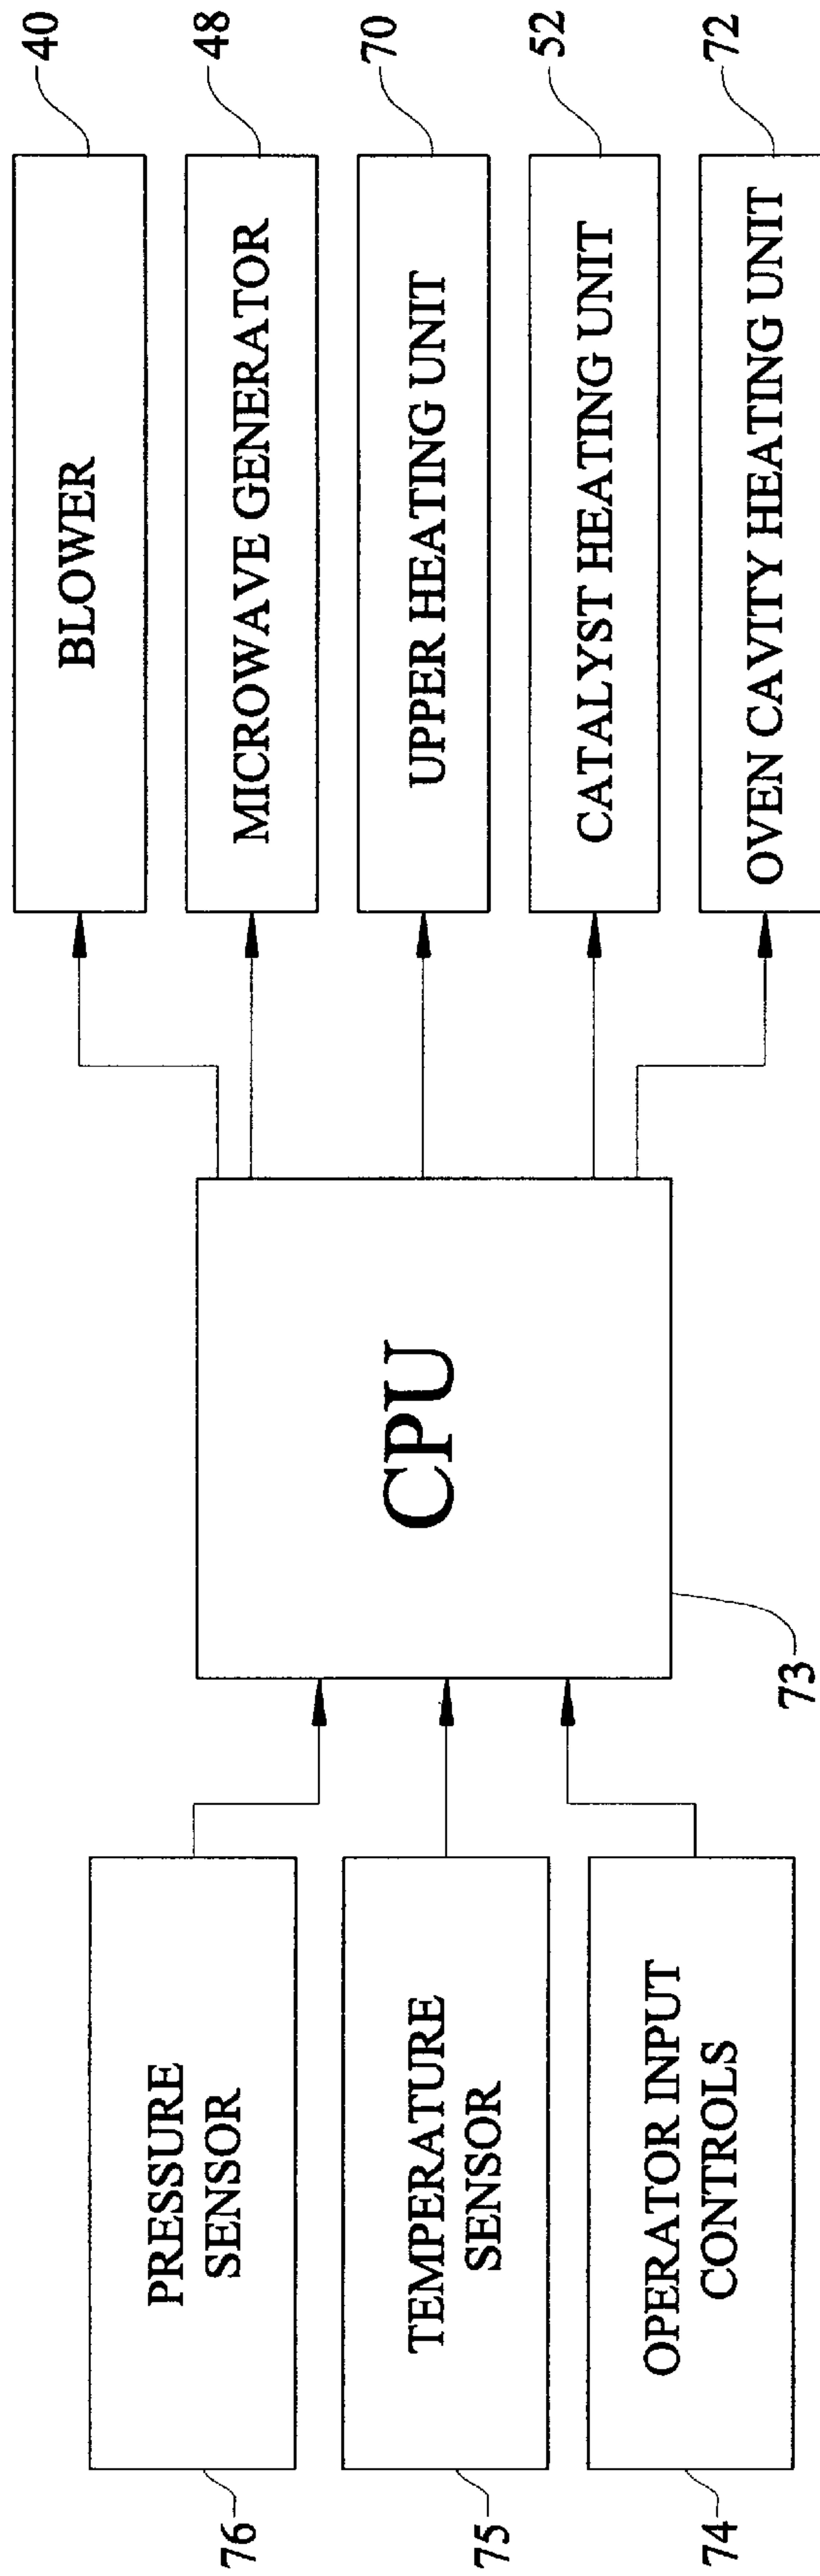 PRESSURE
SENSOR
76
TEMPERATURE
SENSOR
75
OPERATOR INPUT
CONTROLS
74
CPU
73
BLOWER
40
MICROWAVE GENERATOR
48
UPPER HEATING UNIT
70
CATALYST HEATING UNIT
52
OVEN CAVITY HEATING UNIT
72